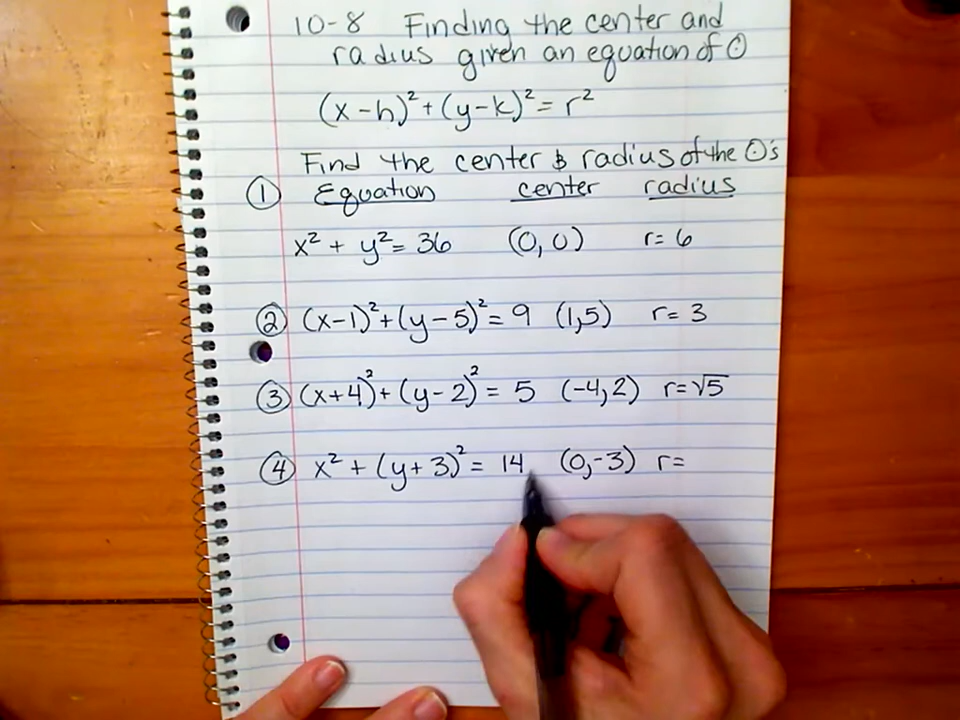 10-8 Finding the center and
radius given an equation of ⊙
(x-h)²+(y-k)²=r²
Find the center & radius of the ⊙'s
① Equation center radius
x² + y² = 36 (0,0) r=6
② (x-1)²+(y-5)²=9 (1,5) r=3
③ (x+4)²+(y-2)²=5 (-4,2) r=√5
④ x²+(y+3)²=14 (0,-3) r=